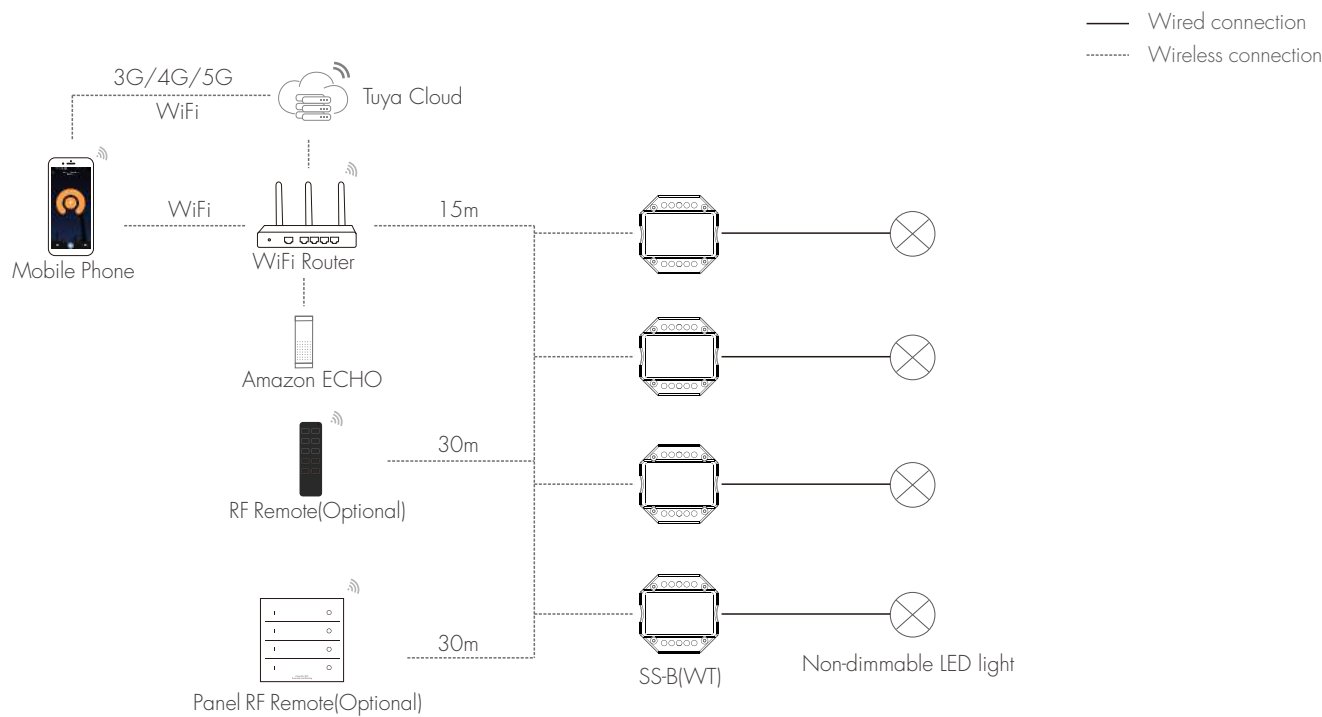 Wired connection
Wireless connection
3G/4G/5G
WiFi
Tuya Cloud
WiFi
15m
Mobile Phone
WiFi Router
Amazon ECHO
30m
RF Remote(Optional)
30m
SS-B(WT)
Non-dimmable LED light
Panel RF Remote(Optional)